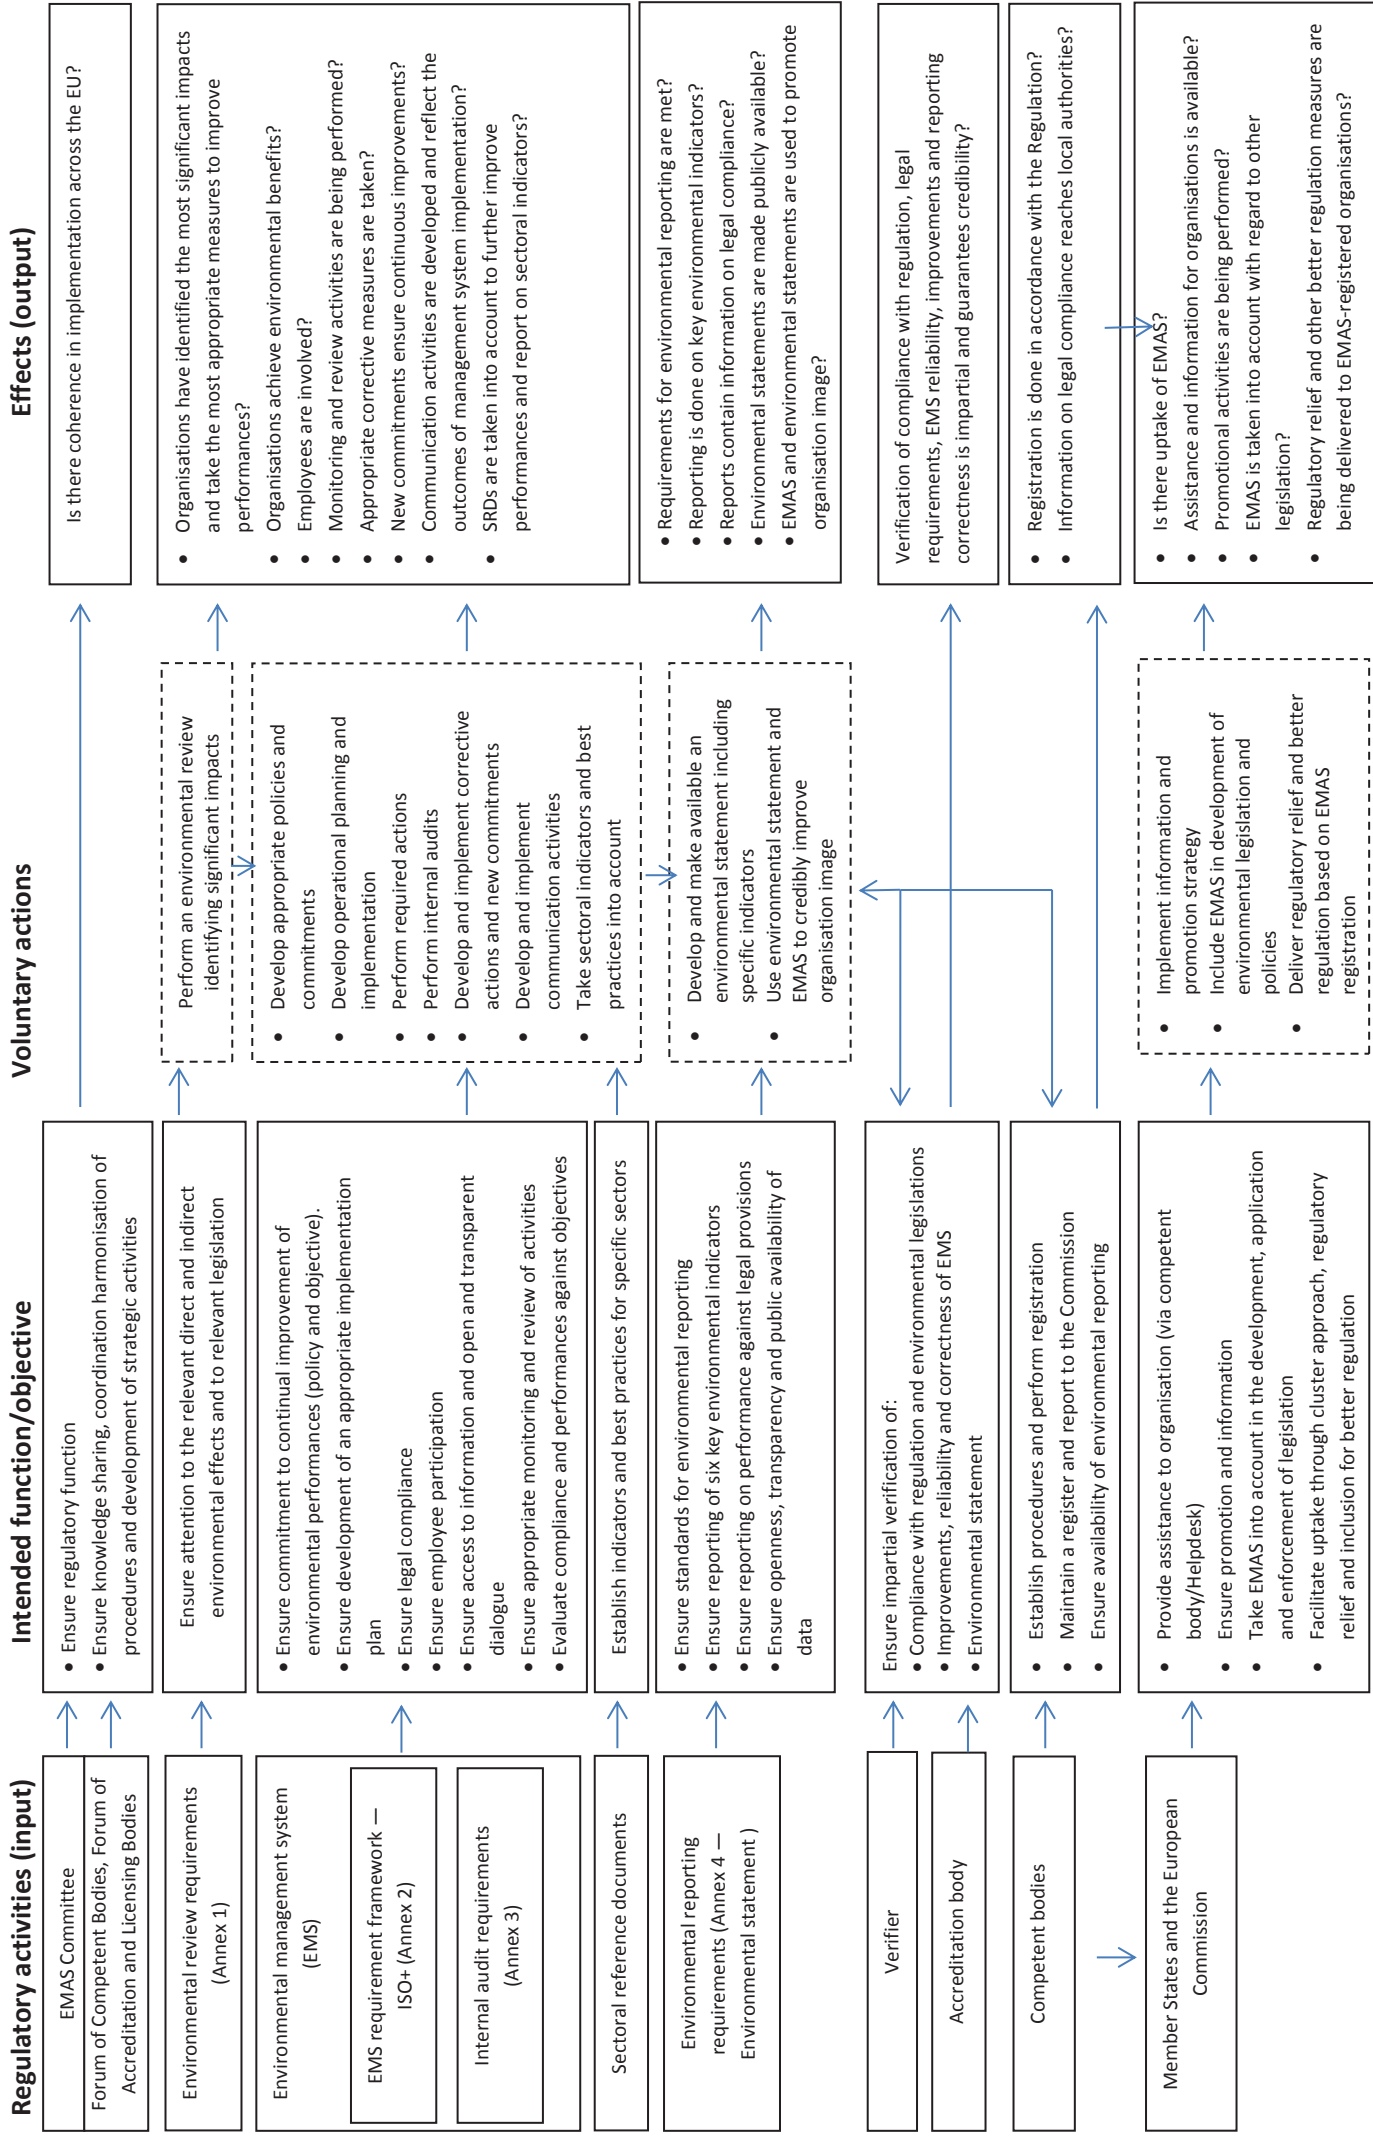 Regulatory activities (input)
EMAS Committee
Forum of Competent Bodies, Forum of
Accreditation and Licensing Bodies
Environmental review requirements
(Annex 1)
Environmental management system
(EMS)
EMS requirement framework —
ISO+ (Annex 2)
Internal audit requirements
(Annex 3)
Sectoral reference documents
Environmental reporting
requirements (Annex 4 —
Environmental statement )
Verifier
Accreditation body
Competent bodies
Member States and the European
Commission
Intended function/objective
• Ensure regulatory function
• Ensure knowledge sharing, coordination harmonisation of
procedures and development of strategic activities
Ensure attention to the relevant direct and indirect
environmental effects and to relevant legislation
• Ensure commitment to continual improvement of
environmental performances (policy and objective).
• Ensure development of an appropriate implementation
plan
• Ensure legal compliance
• Ensure employee participation
• Ensure access to information and open and transparent
dialogue
• Ensure appropriate monitoring and review of activities
• Evaluate compliance and performances against objectives
Establish indicators and best practices for specific sectors
• Ensure standards for environmental reporting
• Ensure reporting of six key environmental indicators
• Ensure reporting on performance against legal provisions
• Ensure openness, transparency and public availability of
data
Ensure impartial verification of:
• Compliance with regulation and environmental legislations
• Improvements, reliability and correctness of EMS
• Environmental statement
• Establish procedures and perform registration
• Maintain a register and report to the Commission
• Ensure availability of environmental reporting
• Provide assistance to organisation (via competent
body/Helpdesk)
• Ensure promotion and information
• Take EMAS into account in the development, application
and enforcement of legislation
• Facilitate uptake through cluster approach, regulatory
relief and inclusion for better regulation
Voluntary actions
Perform an environmental review
identifying significant impacts
• Develop appropriate policies and
commitments
• Develop operational planning and
implementation
• Perform required actions
• Perform internal audits
• Develop and implement corrective
actions and new commitments
• Develop and implement
communication activities
• Take sectoral indicators and best
practices into account
• Develop and make available an
environmental statement including
specific indicators
• Use environmental statement and
EMAS to credibly improve
organisation image
• Implement information and
promotion strategy
• Include EMAS in development of
environmental legislation and
policies
• Deliver regulatory relief and better
regulation based on EMAS
registration
Effects (output)
Is there coherence in implementation across the EU?
• Organisations have identified the most significant impacts
and take the most appropriate measures to improve
performances?
• Organisations achieve environmental benefits?
• Employees are involved?
• Monitoring and review activities are being performed?
• Appropriate corrective measures are taken?
• New commitments ensure continuous improvements?
• Communication activities are developed and reflect the
outcomes of management system implementation?
• SRDs are taken into account to further improve
performances and report on sectoral indicators?
• Requirements for environmental reporting are met?
• Reporting is done on key environmental indicators?
• Reports contain information on legal compliance?
• Environmental statements are made publicly available?
• EMAS and environmental statements are used to promote
organisation image?
Verification of compliance with regulation, legal
requirements, EMS reliability, improvements and reporting
correctness is impartial and guarantees credibility?
• Registration is done in accordance with the Regulation?
• Information on legal compliance reaches local authorities?
• Is there uptake of EMAS?
• Assistance and information for organisations is available?
• Promotional activities are being performed?
• EMAS is taken into account with regard to other
legislation?
• Regulatory relief and other better regulation measures are
being delivered to EMAS-registered organisations?